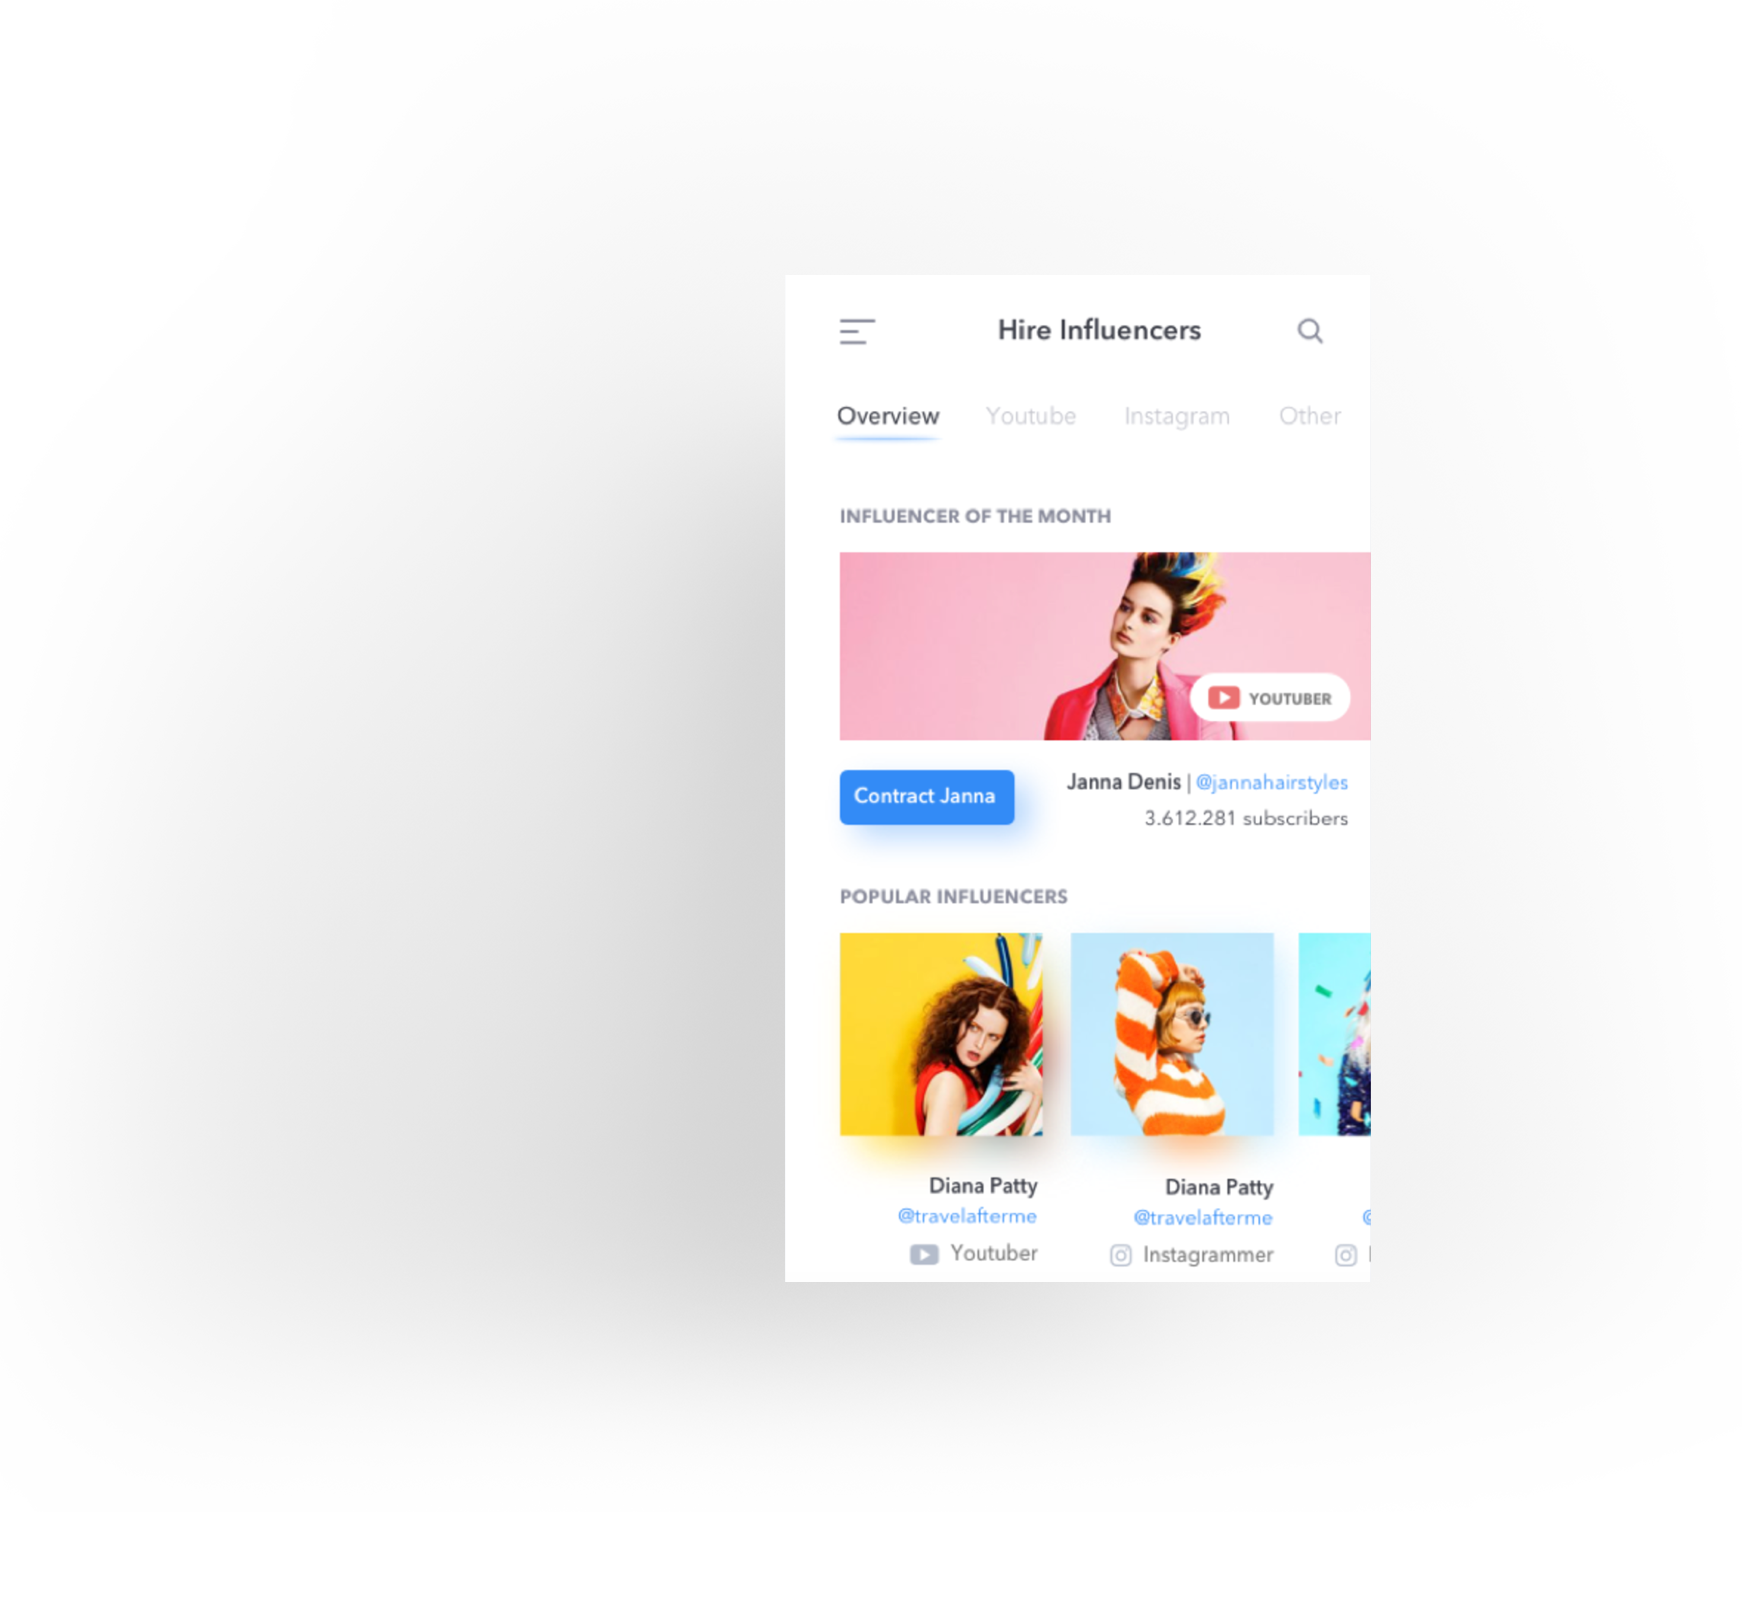 Hire Influencers
Overview Youtube Instagram Other
INFLUENCER OF THE MONTH
YOUTUBER
Contract Janna
Janna Denis | @jannahairstyles
3.612.281 subscribers
POPULAR INFLUENCERS
Diana Patty
@travelafterme
Youtuber
Diana Patty
@travelafterme
Instagrammer
@